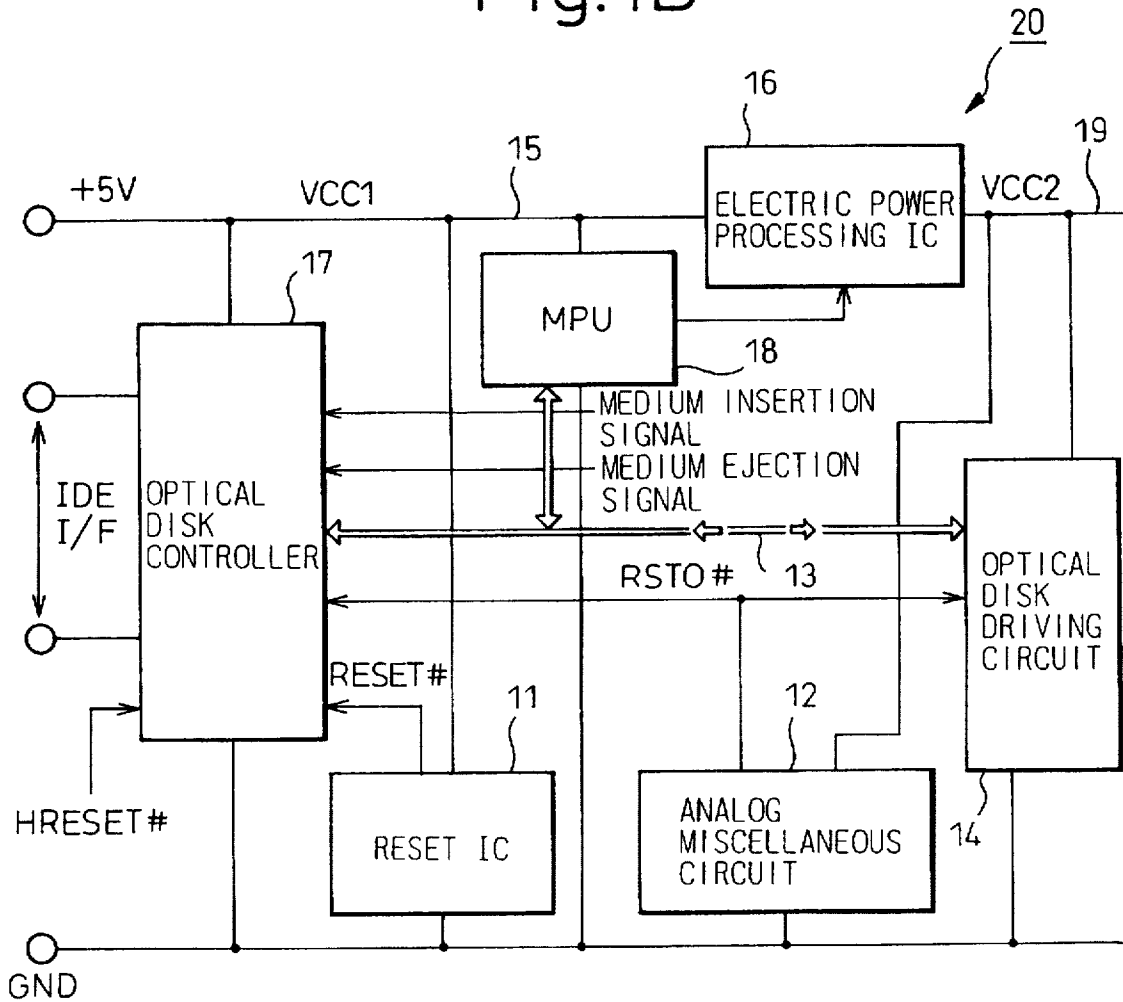 Fig.1B
20
16
15
19
+5V
VCC1
ELECTRIC POWER
PROCESSING IC
VCC2
17
MPU
18
MEDIUM INSERTION
SIGNAL
MEDIUM EJECTION
SIGNAL
IDE
I/F
OPTICAL
DISK
CONTROLLER
RSTO#
13
OPTICAL
DISK
DRIVING
CIRCUIT
RESET#
11
12
HRESET#
RESET IC
ANALOG
MISCELLANEOUS
CIRCUIT
14
GND